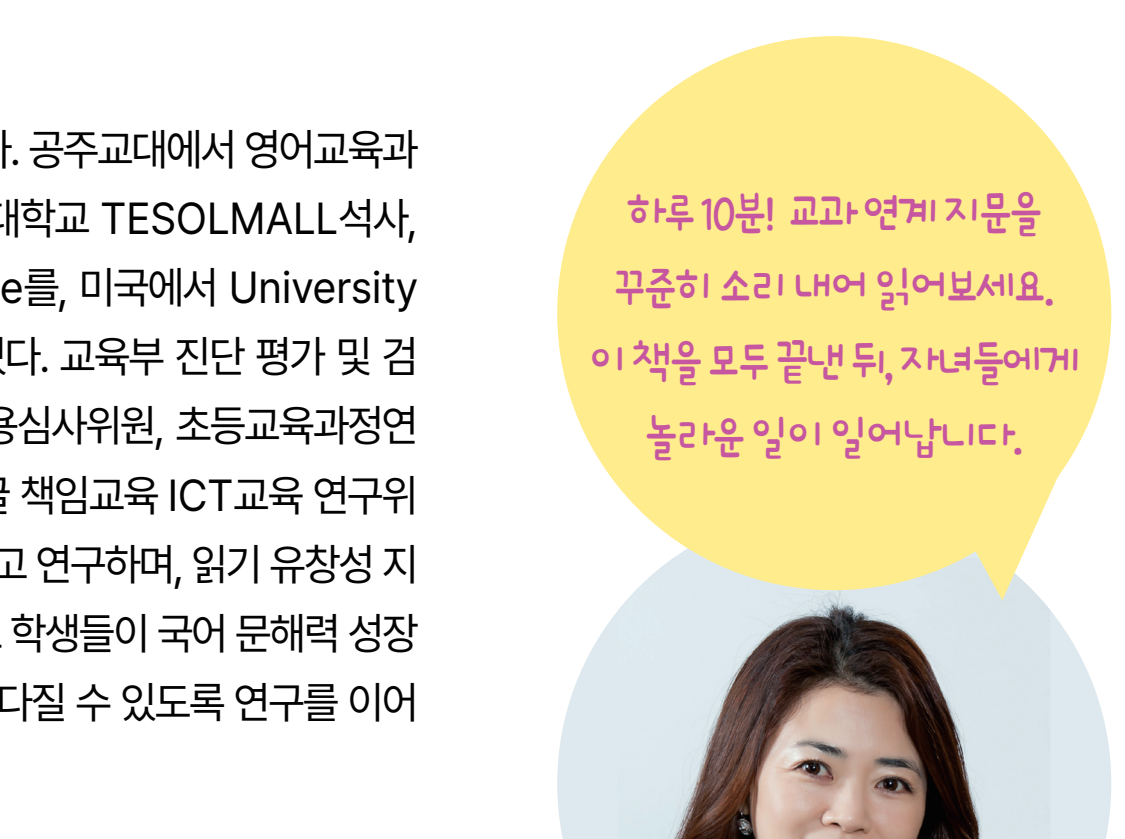 . 공주교대에서 영어교육과
대학교 TESOLMALL석사,
e를, 미국에서 University
다. 교육부 진단 평가 및 검
용심사위원, 초등교육과정연
책임교육 ICT교육 연구위
고 연구하며, 읽기 유창성 지
학생들이 국어 문해력 성장
다질 수 있도록 연구를 이어
하루 10분! 교과 연계 지문을
꾸준히 소리 내어 읽어보세요.
이 책을 모두 끝낸 뒤, 자녀들에게
놀라운 일이 일어납니다.